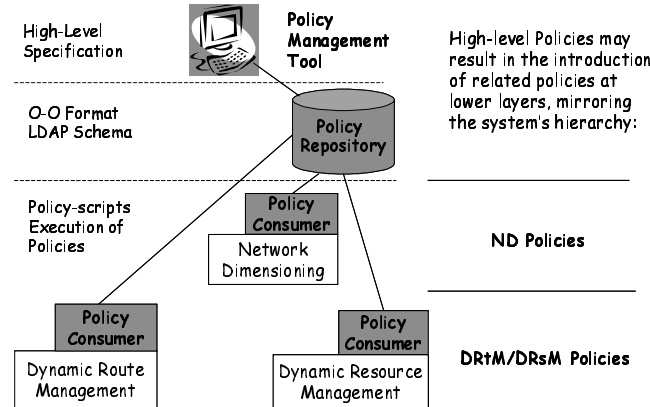 High-Level
Specification
Policy
Management
Tool
High-level Policies may
result in the introduction
of related policies at
lower layers, mirroring
the system's hierarchy:
O-O Format
LDAP Schema
Policy
Repository
Policy-scripts
Execution of
Policies
Policy
Consumer
Network
Dimensioning
ND Policies
Policy
Consumer
Dynamic Route
Management
Policy
Consumer
Dynamic Resource
Management
DRtM/DRsM Policies